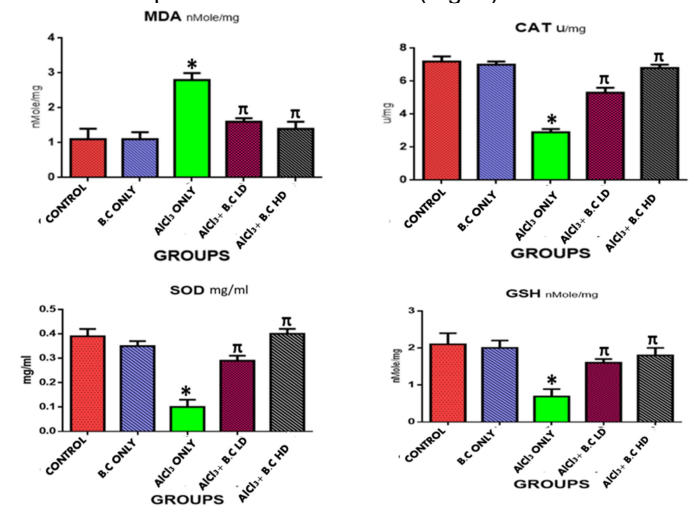 MDA nMole/mg
nMole/mg
4
3
2
1
0
*
π
π
CONTROL
B.C ONLY
AlCl₃ ONLY
AlCl₃+ B.C LD
AlCl₃+ B.C HD
GROUPS
CAT u/mg
u/mg
8
6
4
2
0
*
π
π
CONTROL
B.C ONLY
AlCl₃ ONLY
AlCl₃+ B.C LD
AlCl₃+ B.C HD
GROUPS
SOD mg/ml
mg/ml
0.5
0.4
0.3
0.2
0.1
0.0
*
π
π
CONTROL
B.C ONLY
AlCl₃ ONLY
AlCl₃+ B.C LD
AlCl₃+ B.C HD
GROUPS
GSH nMole/mg
nMole/mg
3
2
1
0
*
π
π
CONTROL
B.C ONLY
AlCl₃ ONLY
AlCl₃+ B.C LD
AlCl₃+ B.C HD
GROUPS